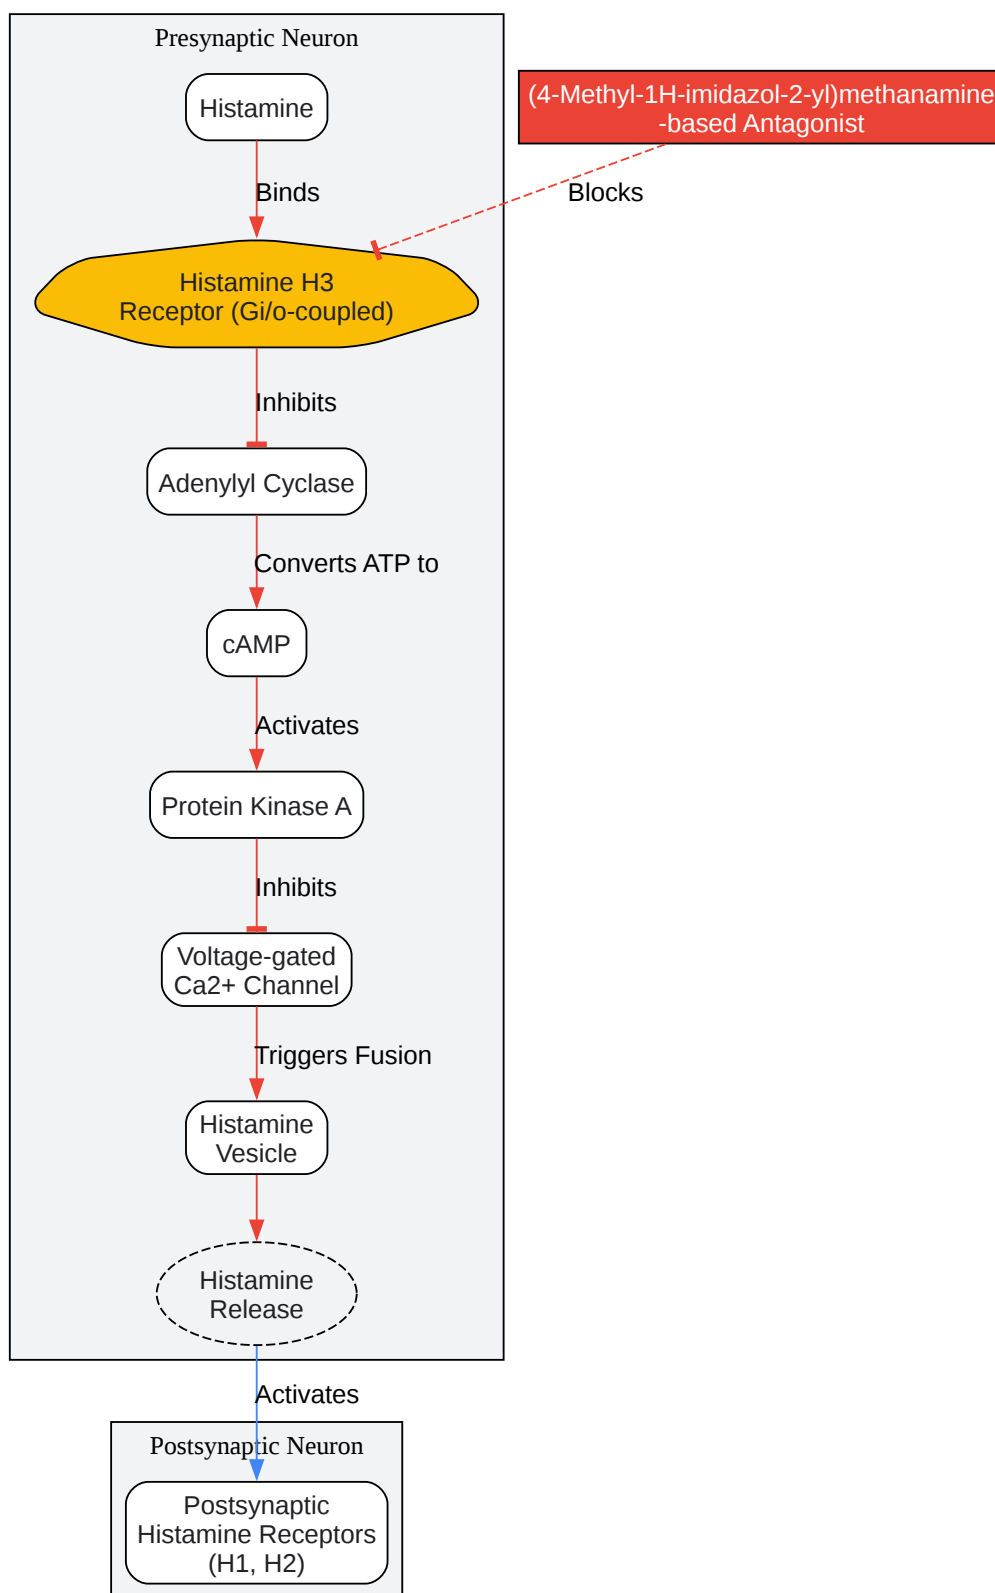 Presynaptic Neuron
Histamine
(4-Methyl-1H-imidazol-2-yl)methanamine
-based Antagonist
Binds
Blocks
Histamine H3
Receptor (Gi/o-coupled)
Inhibits
Adenylyl Cyclase
Converts ATP to
cAMP
Activates
Protein Kinase A
Inhibits
Voltage-gated
Ca2+ Channel
Triggers Fusion
Histamine
Vesicle
Histamine
Release
Activates
Postsynaptic Neuron
Postsynaptic
Histamine Receptors
(H1, H2)